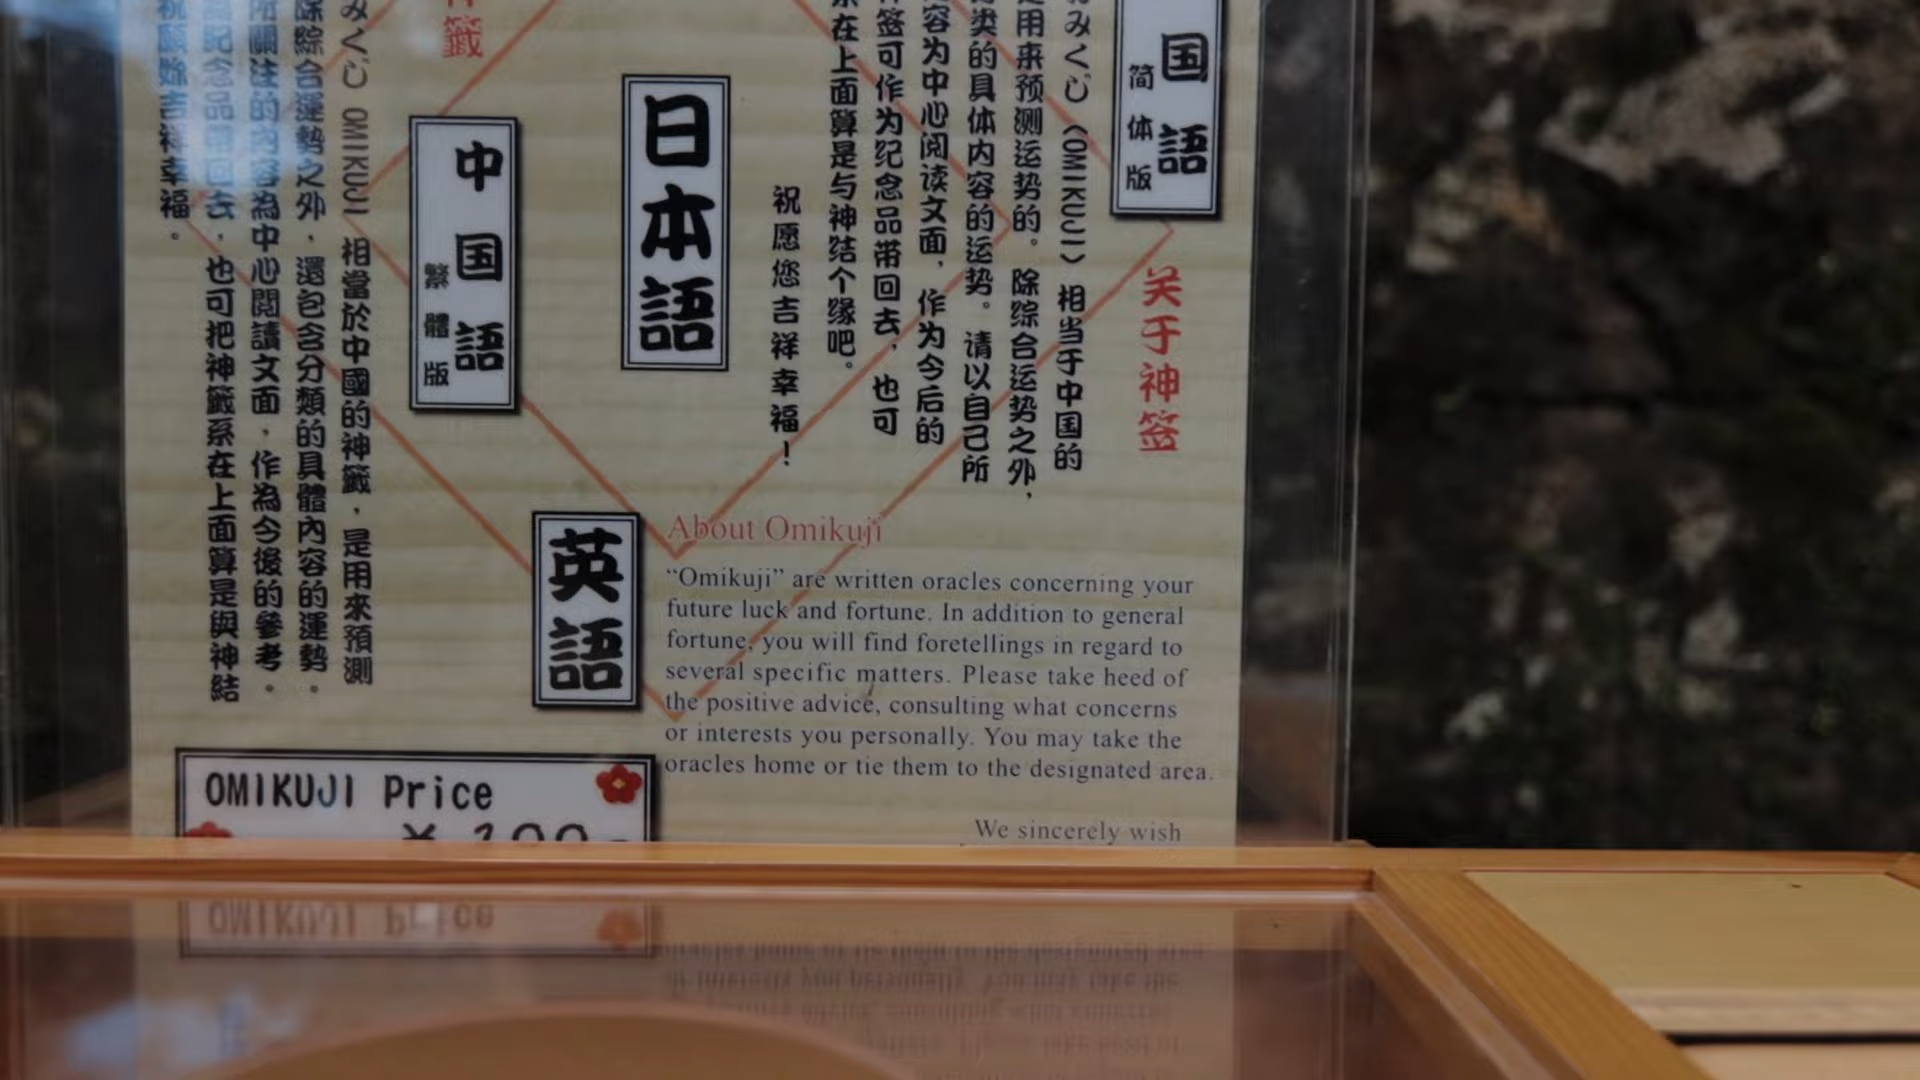 国語
简体版
关于神签
みくじ（OMIKUJI）相当于中国的
用来预测运势的。除综合运势之外，
类的具体内容的运势。请以自己所
容为中心阅读文面，作为今后的
签可作为纪念品带回去，也可
在上面算是与神结个缘吧。
祝愿您吉祥幸福！
日本語
中国語
繁體版
籤
みくじ OMIKUJI 相當於中國的神籤，是用來預測
除綜合運勢之外，還包含分類的具體內容的運勢。
所關注的內容為中心閱讀文面，作為今後的參考。
紀念品帶回去，也可把神籤系在上面算是與神結
祝願您吉祥幸福。
英語
About Omikuji
“Omikuji” are written oracles concerning your
future luck and fortune. In addition to general
fortune, you will find foretellings in regard to
several specific matters. Please take heed of
the positive advice, consulting what concerns
or interests you personally. You may take the
oracles home or tie them to the designated area.
We sincerely wish
OMIKUJI Price